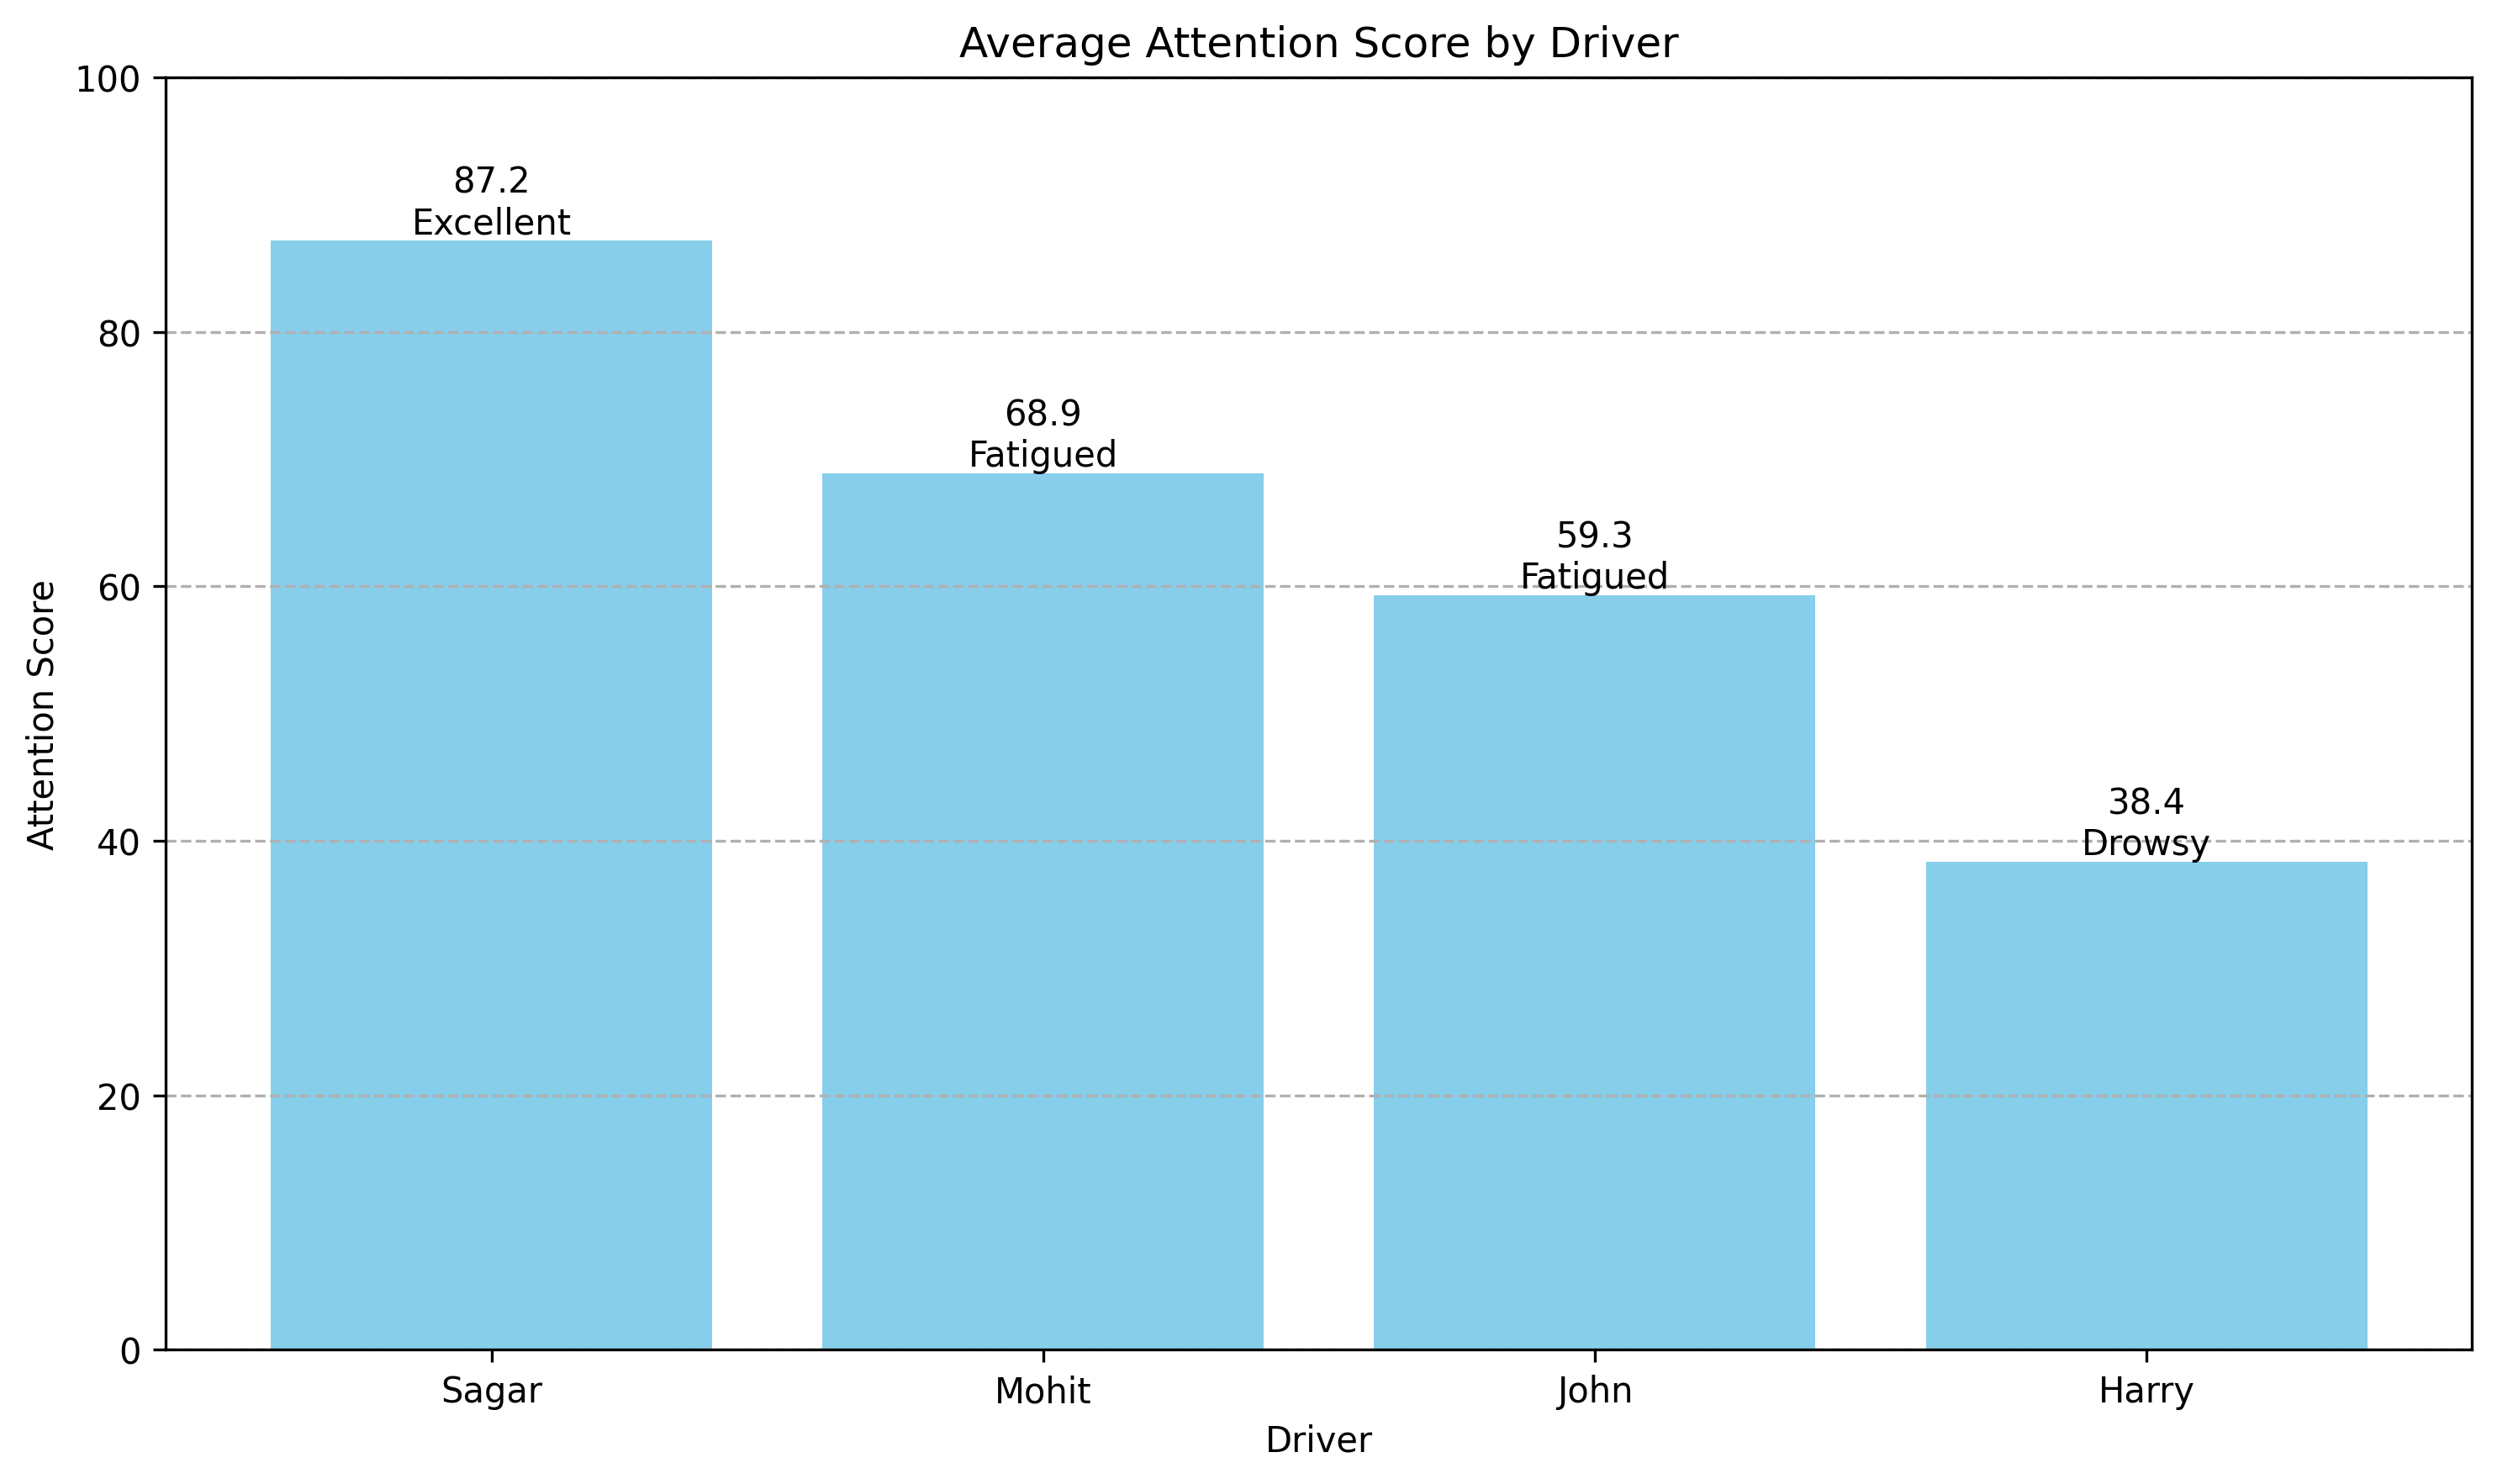 Average Attention Score by Driver
100
80
60
40
20
0
Attention Score
87.2
Excellent
68.9
Fatigued
59.3
Fatigued
38.4
Drowsy
Sagar
Mohit
John
Harry
Driver